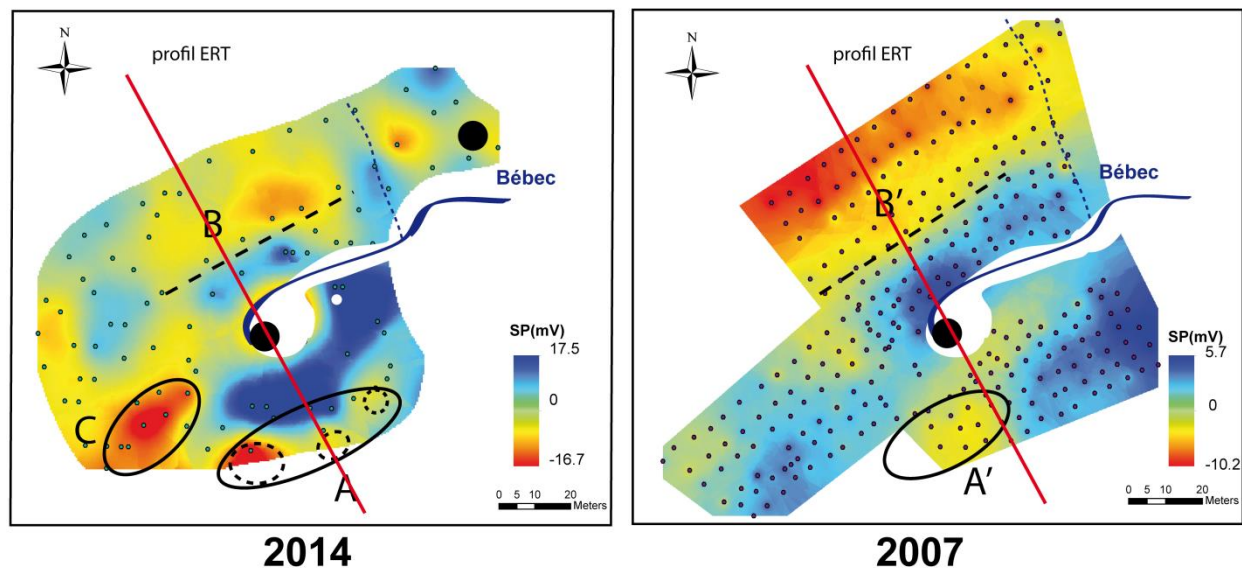 N
profil ERT
Bébec
B
C
A
SP(mV)
17.5
0
-16.7
0 5 10 20
Meters
2014
N
profil ERT
Bébec
B'
A'
SP(mV)
5.7
0
-10.2
0 5 10 20
Meters
2007